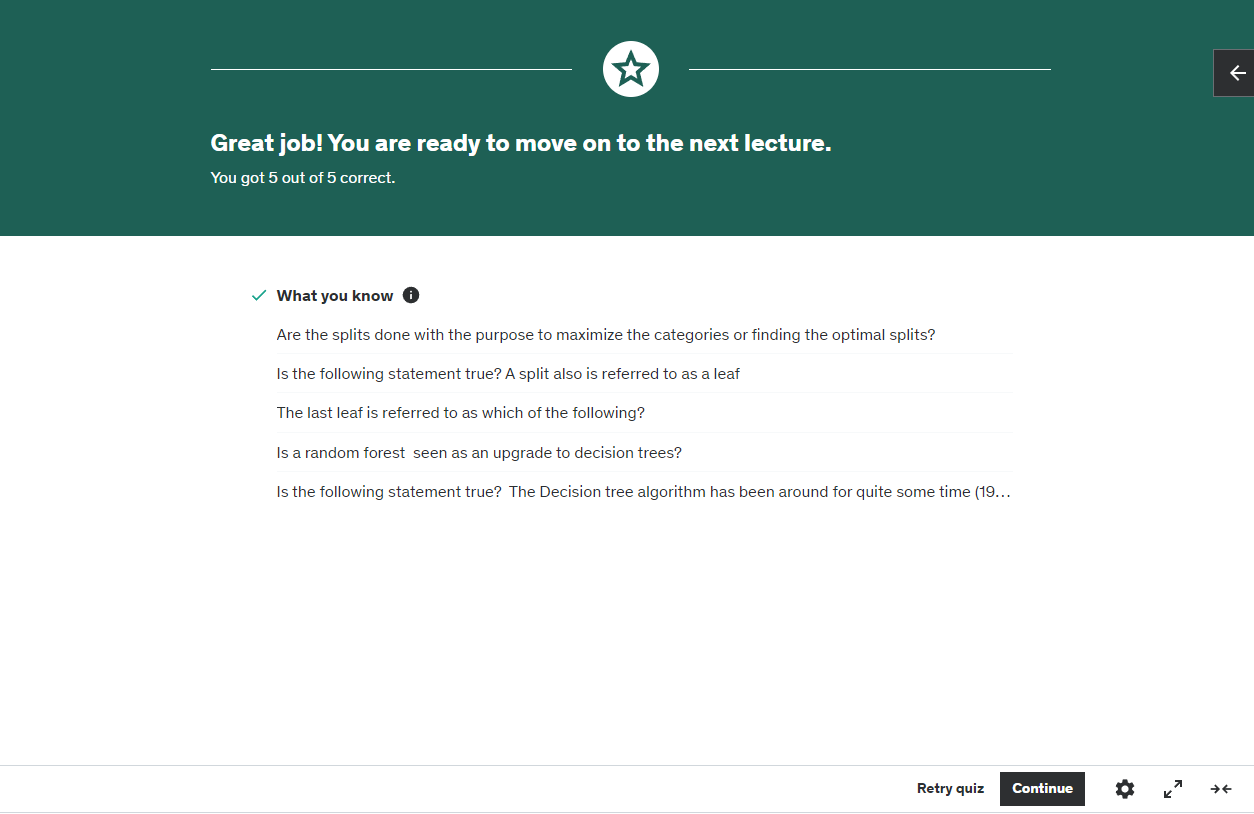 Great job! You are ready to move on to the next lecture.
You got 5 out of 5 correct.
What you know
Are the splits done with the purpose to maximize the categories or finding the optimal splits?
Is the following statement true? A split also is referred to as a leaf
The last leaf is referred to as which of the following?
Is a random forest  seen as an upgrade to decision trees?
Is the following statement true?  The Decision tree algorithm has been around for quite some time (19…
Retry quiz
Continue